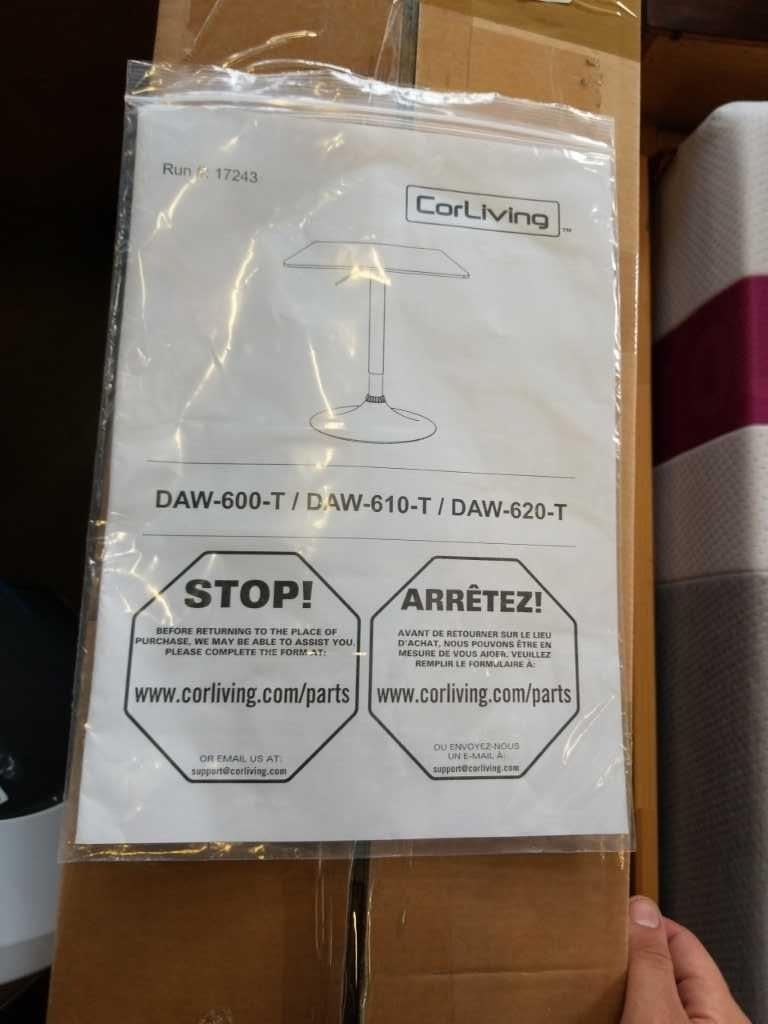 Run #: 17243
CorLiving™
DAW-600-T / DAW-610-T / DAW-620-T
STOP!
BEFORE RETURNING TO THE PLACE OF
PURCHASE, WE MAY BE ABLE TO ASSIST YOU.
PLEASE COMPLETE THE FORM AT:
www.corliving.com/parts
OR EMAIL US AT:
support@corliving.com
ARRÊTEZ!
AVANT DE RETOURNER SUR LE LIEU
D'ACHAT, NOUS POUVONS ÊTRE EN
MESURE DE VOUS AIDER. VEUILLEZ
REMPLIR LE FORMULAIRE À:
www.corliving.com/parts
OU ENVOYEZ-NOUS
UN E-MAIL À:
support@corliving.com